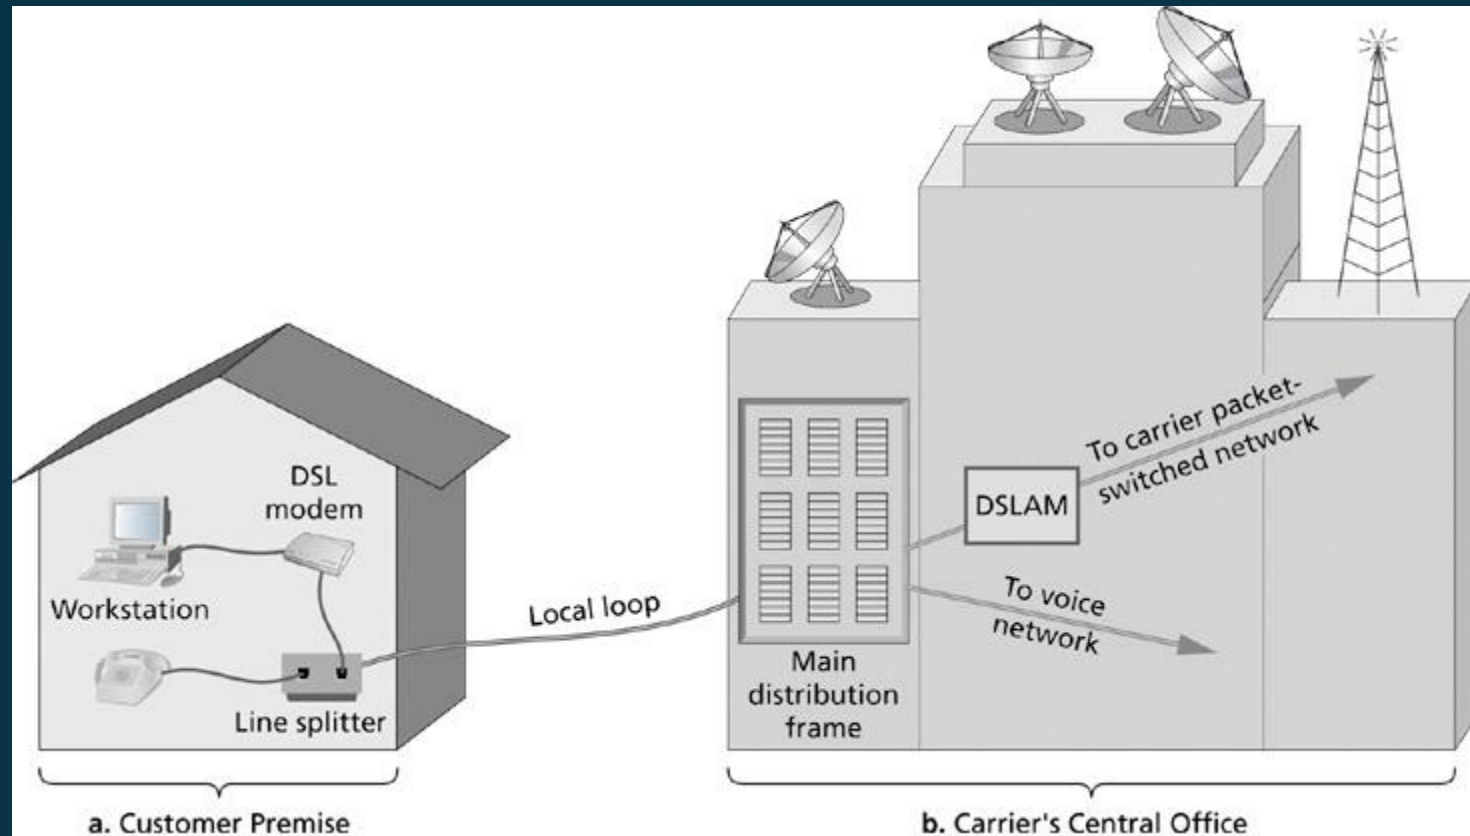 DSL
modem
Workstation
Line splitter
Local loop
Main
distribution
frame
DSLAM
To carrier packet-
switched network
To voice
network
a. Customer Premise
b. Carrier's Central Office